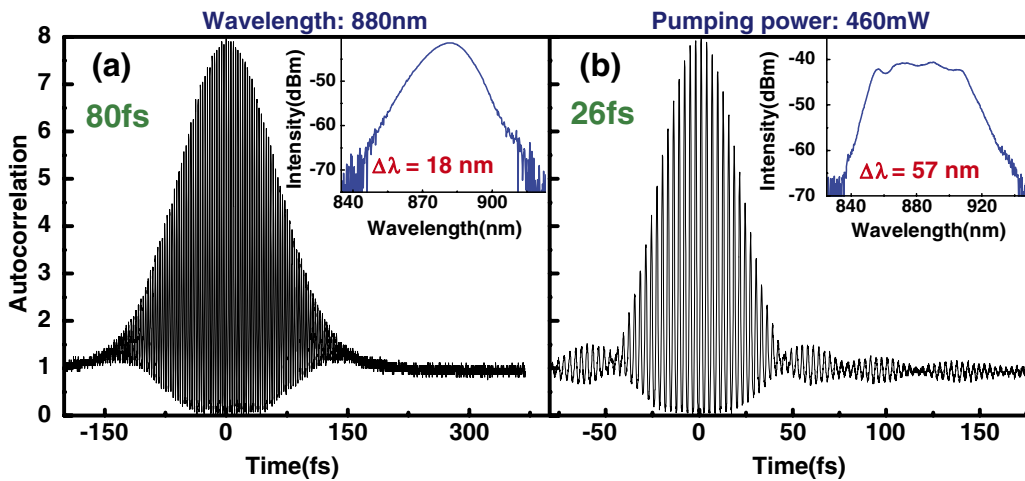 Wavelength: 880nm
Pumping power: 460mW
Autocorrelation
8
7
6
5
4
3
2
1
0
(a)
80fs
Intensity(dBm)
-50
-60
-70
Δλ = 18 nm
840
870
900
Wavelength(nm)
-150
0
150
300
Time(fs)
(b)
26fs
Intensity(dBm)
-40
-50
-60
-70
Δλ = 57 nm
840
880
920
Wavelength(nm)
-50
0
50
100
150
Time(fs)